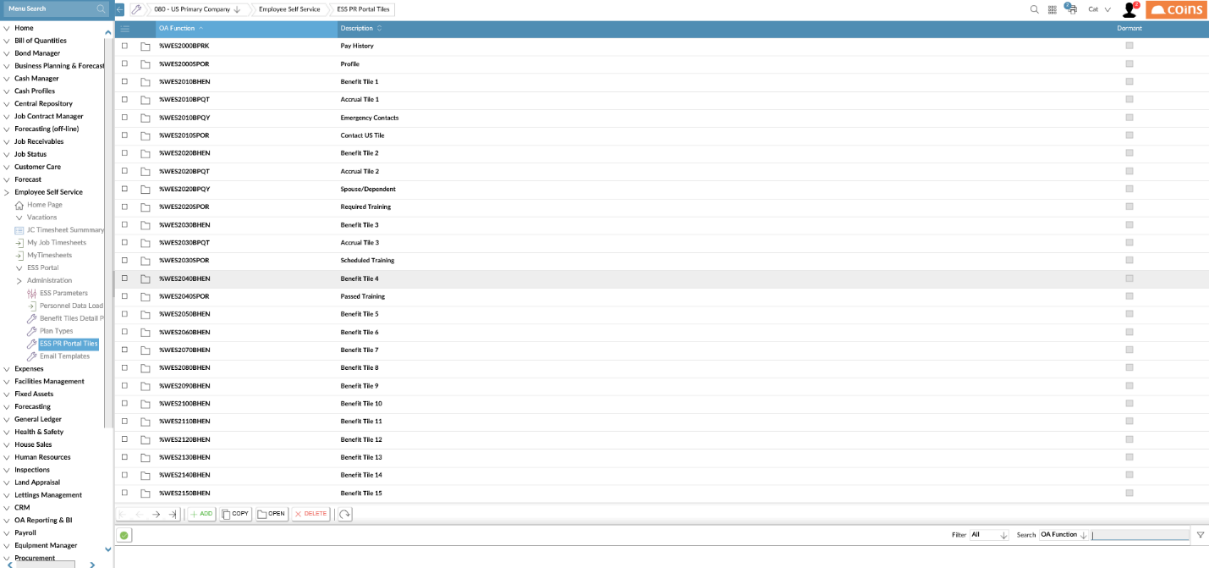 Menu Search
080 - US Primary Company
Employee Self Service
ESS PR Portal Tiles
Cat
coins
Home
Bill of Quantities
Bond Manager
Business Planning & Forecast
Cash Manager
Cash Profiles
Central Repository
Job Contract Manager
Forecasting (off-line)
Job Receivables
Job Status
Customer Care
Forecast
Employee Self Service
Home Page
Vacations
JC Timesheet Summmary
My Job Timesheets
MyTimesheets
ESS Portal
Administration
ESS Parameters
Personnel Data Load
Benefit Tiles Detail P
Plan Types
ESS PR Portal Tiles
Email Templates
Expenses
Facilities Management
Fixed Assets
Forecasting
General Ledger
Health & Safety
House Sales
Human Resources
Inspections
Land Appraisal
Lettings Management
CRM
OA Reporting & BI
Payroll
Equipment Manager
Procurement
OA Function Description Dormant
%WES2000BPRK Pay History
%WES2000SPOR Profile
%WES2010BHEN Benefit Tile 1
%WES2010BPQT Accrual Tile 1
%WES2010BPQY Emergency Contacts
%WES2010SPOR Contact US Tile
%WES2020BHEN Benefit Tile 2
%WES2020BPQT Accrual Tile 2
%WES2020BPQY Spouse/Dependent
%WES2020SPOR Required Training
%WES2030BHEN Benefit Tile 3
%WES2030BPQT Accrual Tile 3
%WES2030SPOR Scheduled Training
%WES2040BHEN Benefit Tile 4
%WES2040SPOR Passed Training
%WES2050BHEN Benefit Tile 5
%WES2060BHEN Benefit Tile 6
%WES2070BHEN Benefit Tile 7
%WES2080BHEN Benefit Tile 8
%WES2090BHEN Benefit Tile 9
%WES2100BHEN Benefit Tile 10
%WES2110BHEN Benefit Tile 11
%WES2120BHEN Benefit Tile 12
%WES2130BHEN Benefit Tile 13
%WES2140BHEN Benefit Tile 14
%WES2150BHEN Benefit Tile 15
ADD COPY OPEN DELETE
Filter All Search OA Function